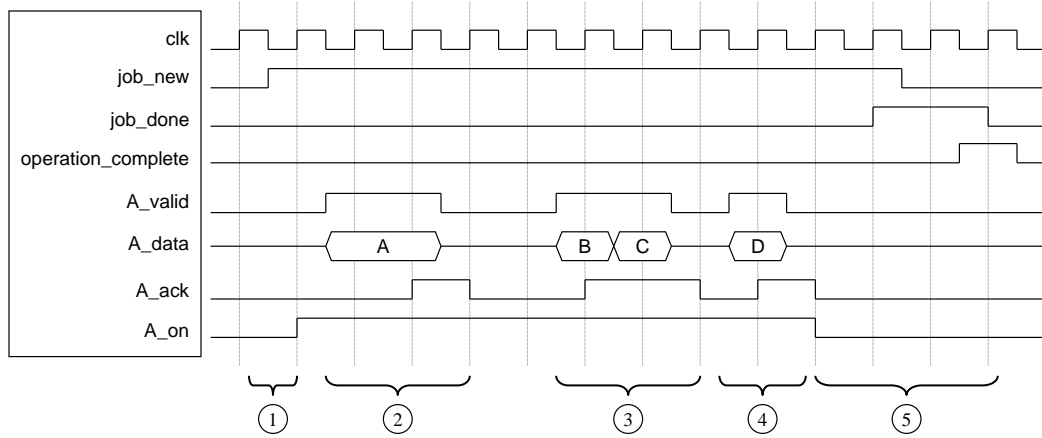 clk
job_new
job_done
operation_complete
A_valid
A_data
A B C D
A_ack
A_on
1 2 3 4 5